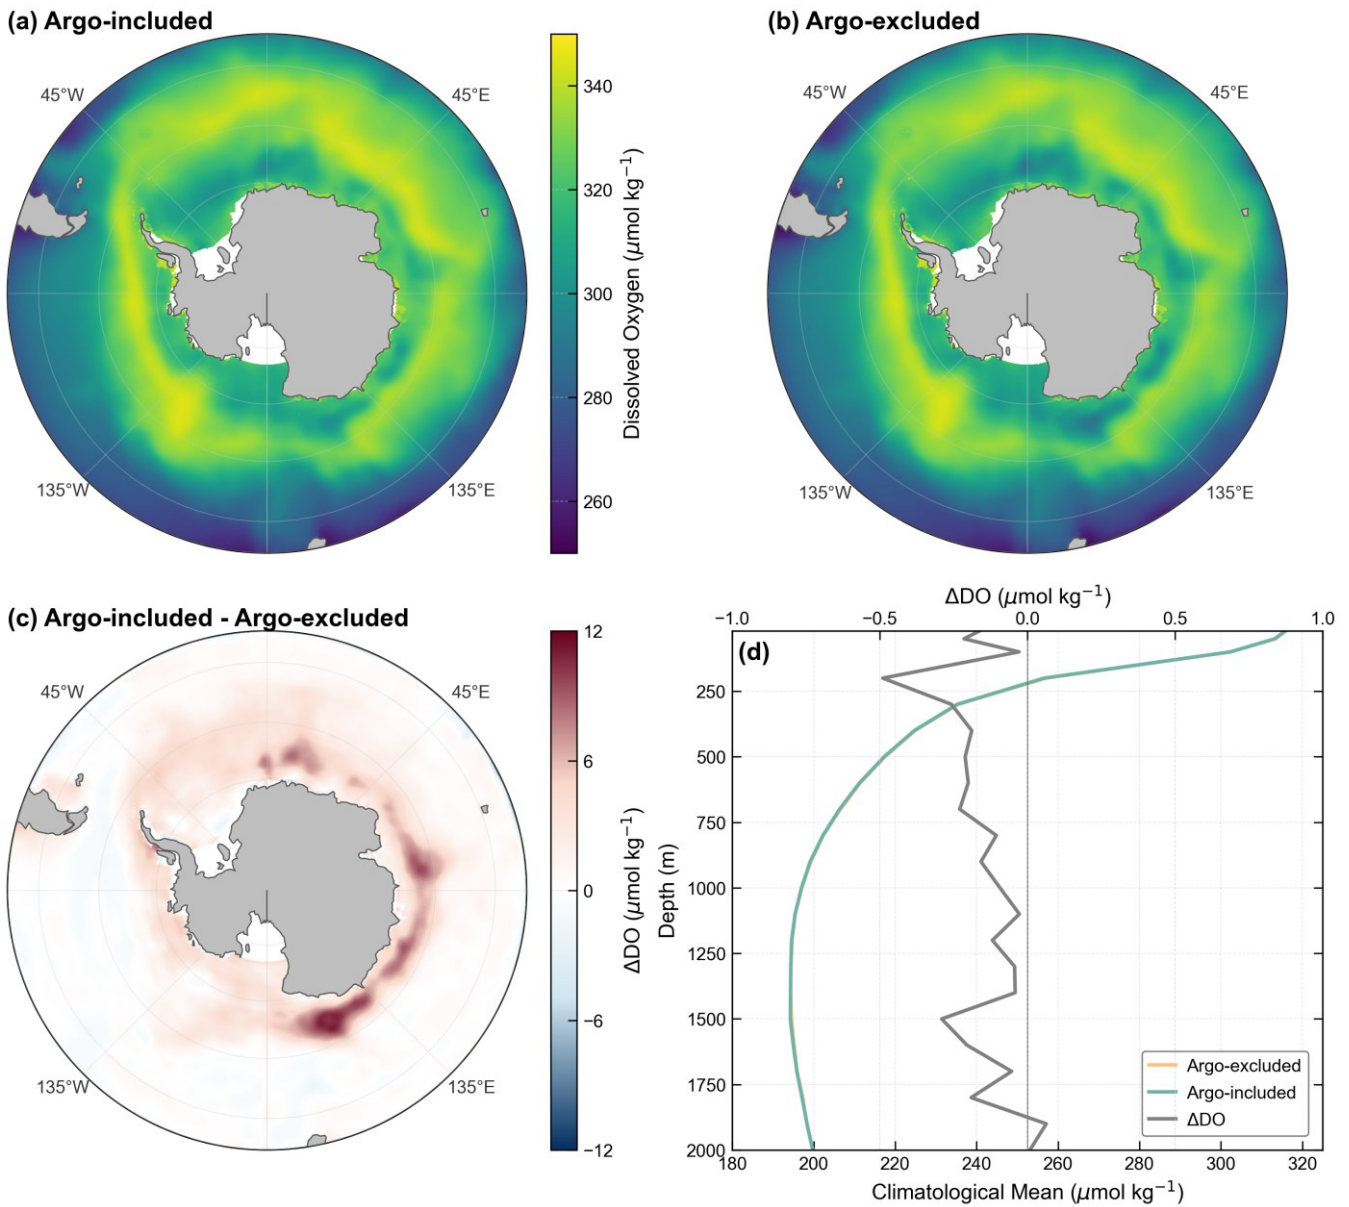 (a) Argo-included
45°W
45°E
135°W
135°E
340
320
300
280
260
Dissolved Oxygen (μmol kg⁻¹)
(b) Argo-excluded
45°W
45°E
135°W
135°E
(c) Argo-included - Argo-excluded
45°W
45°E
135°W
135°E
12
6
0
−6
−12
ΔDO (μmol kg⁻¹)
ΔDO (μmol kg⁻¹)
−1.0 −0.5 0.0 0.5 1.0
(d)
250
500
750
1000
1250
1500
1750
2000
Depth (m)
Argo-excluded
Argo-included
ΔDO
180 200 220 240 260 280 300 320
Climatological Mean (μmol kg⁻¹)